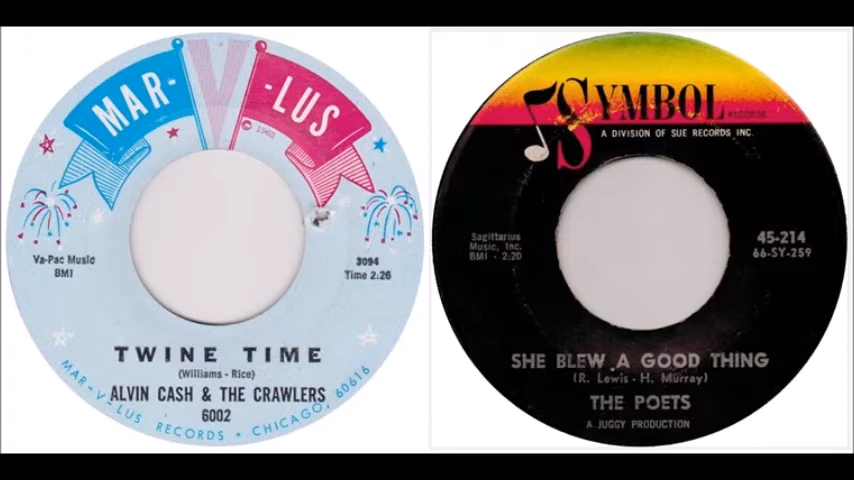 MAR-V-LUS
©1963
Va-Pac Music
BMI
3094
Time 2:26
TWINE TIME
(Williams - Rice)
ALVIN CASH & THE CRAWLERS
6002
MAR-V-LUS RECORDS • CHICAGO, 60616
SYMBOL
RECORDS
A DIVISION OF SUE RECORDS INC.
Sagittarius
Music, Inc.
BMI - 2:20
45-214
66-SY-259
SHE BLEW A GOOD THING
(R. Lewis - H. Murray)
THE POETS
A JUGGY PRODUCTION